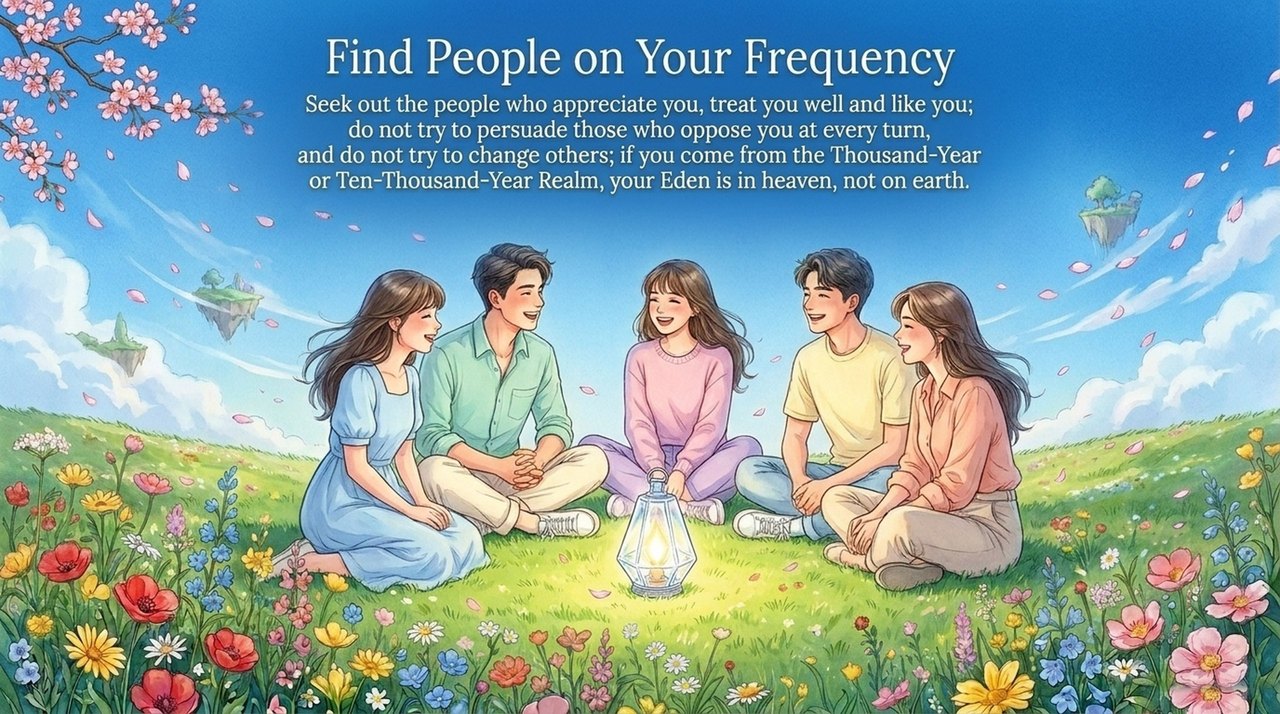 Find People on Your Frequency
Seek out the people who appreciate you, treat you well and like you;
do not try to persuade those who oppose you at every turn,
and do not try to change others; if you come from the Thousand-Year
or Ten-Thousand-Year Realm, your Eden is in heaven, not on earth.